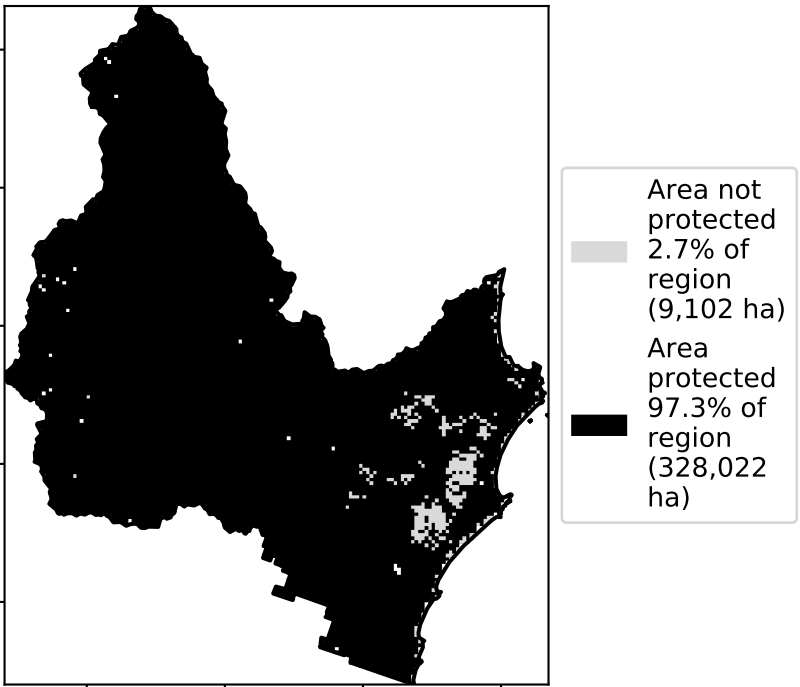 Area not
protected
2.7% of
region
(9,102 ha)
Area
protected
97.3% of
region
(328,022
ha)